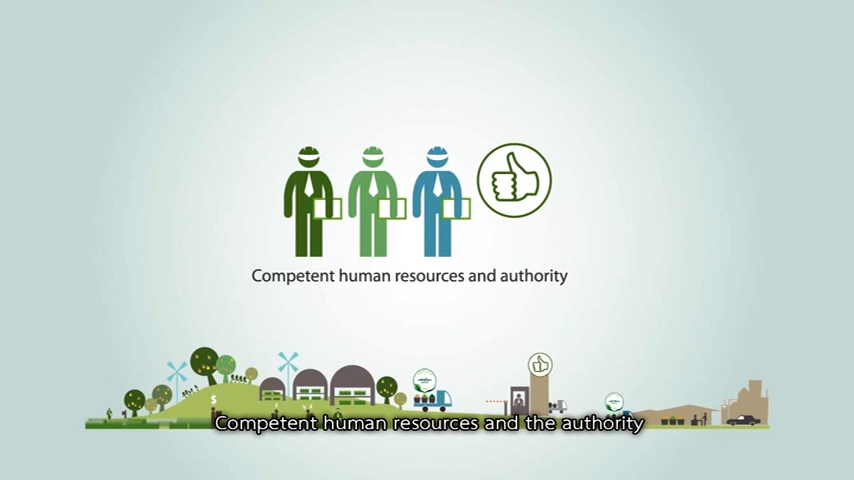 Competent human resources and authority
$
Competent human resources and the authority